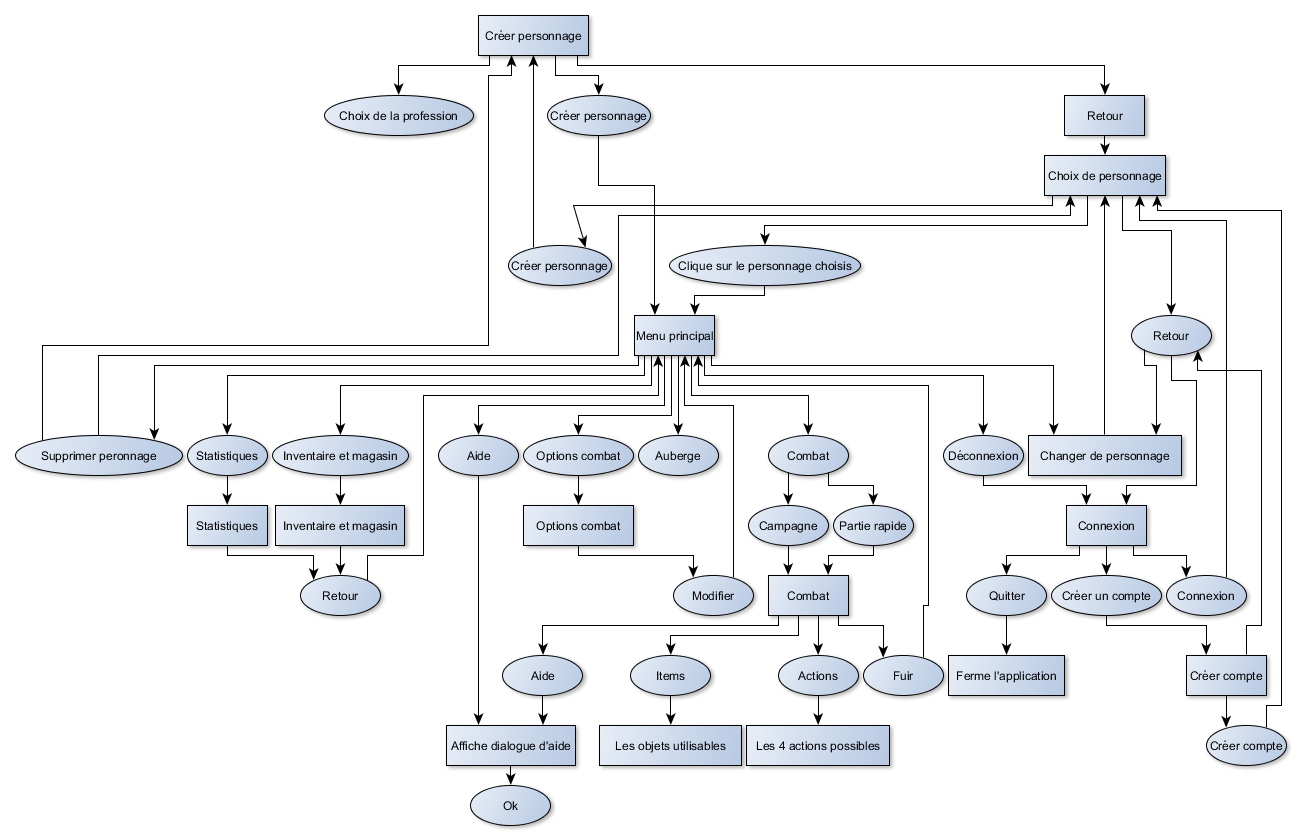 Créer personnage
Choix de la profession
Créer personnage
Retour
Choix de personnage
Créer personnage
Clique sur le personnage choisis
Menu principal
Retour
Supprimer peronnage
Statistiques
Inventaire et magasin
Aide
Options combat
Auberge
Combat
Déconnexion
Changer de personnage
Statistiques
Inventaire et magasin
Options combat
Campagne
Partie rapide
Connexion
Retour
Modifier
Combat
Quitter
Créer un compte
Connexion
Aide
Items
Actions
Fuir
Ferme l'application
Créer compte
Affiche dialogue d'aide
Les objets utilisables
Les 4 actions possibles
Créer compte
Ok